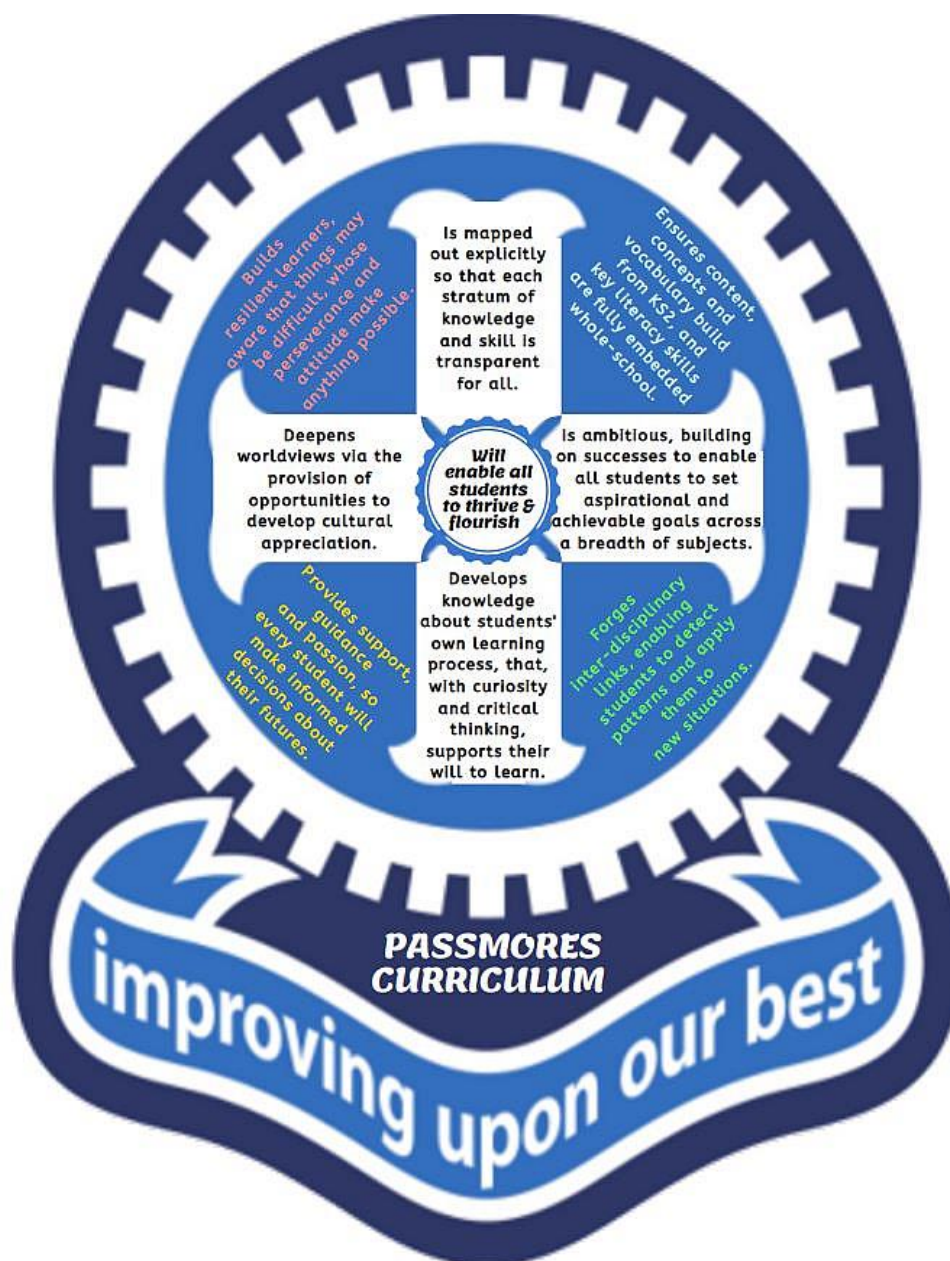 Builds
resilient learners,
aware that things may
be difficult, whose
perseverance and
attitude make
anything possible.
Is mapped
out explicitly
so that each
stratum of
knowledge
and skill is
transparent
for all.
Ensures content,
concepts and
vocabulary build
from KS2, and
key literacy skills
are fully embedded
whole-school.
Deepens
worldviews via the
provision of
opportunities to
develop cultural
appreciation.
Will
enable all
students
to thrive &
flourish
Is ambitious, building
on successes to enable
all students to set
aspirational and
achievable goals across
a breadth of subjects.
Provides support,
guidance
and passion, so
every student will
make informed
decisions about
their futures.
Develops
knowledge
about students'
own learning
process, that,
with curiosity
and critical
thinking,
supports their
will to learn.
Forges
Inter-disciplinary
links, enabling
students to detect
patterns and apply
them to
new situations.
PASSMORES
CURRICULUM
improving upon our best